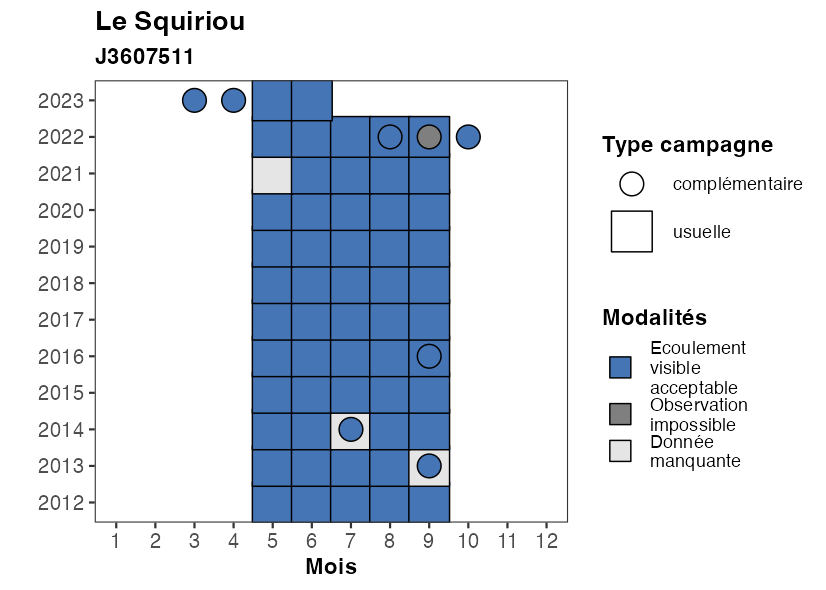 Le Squiriou
J3607511
2023
2022
2021
2020
2019
2018
2017
2016
2015
2014
2013
2012
1 2 3 4 5 6 7 8 9 10 11 12
Mois
Type campagne
complémentaire
usuelle
Modalités
Ecoulement
visible
acceptable
Observation
impossible
Donnée
manquante